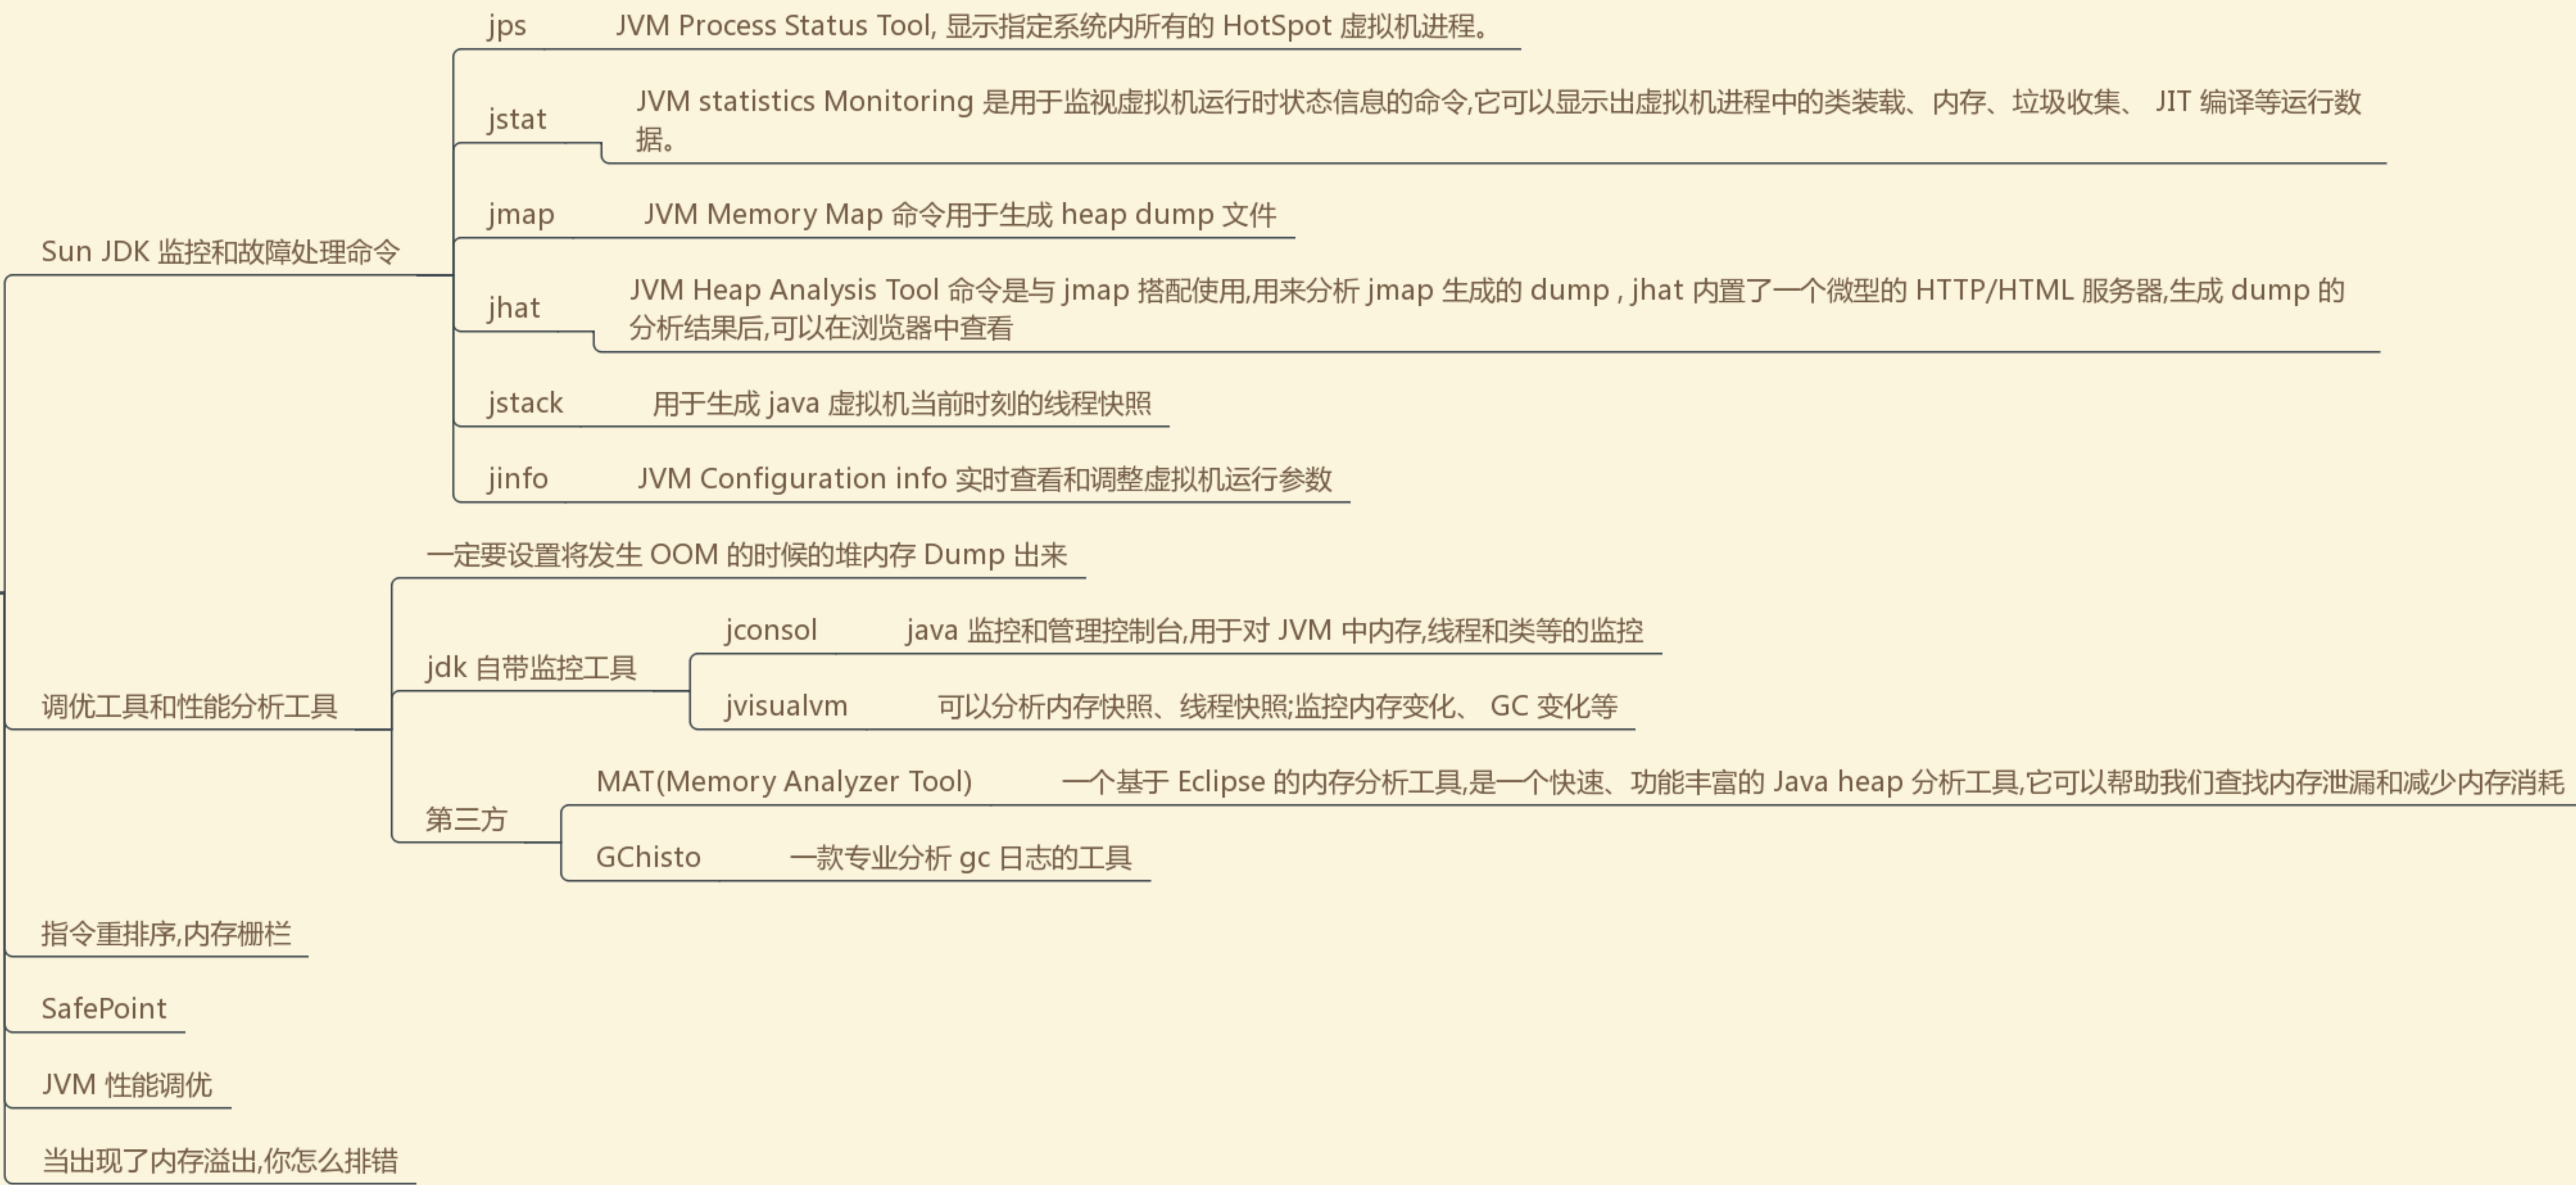 jps JVM Process Status Tool, 显示指定系统内所有的 HotSpot 虚拟机进程。
jstat JVM statistics Monitoring 是用于监视虚拟机运行时状态信息的命令,它可以显示出虚拟机进程中的类装载、内存、垃圾收集、 JIT 编译等运行数
据。
jmap JVM Memory Map 命令用于生成 heap dump 文件
Sun JDK 监控和故障处理命令
jhat JVM Heap Analysis Tool 命令是与 jmap 搭配使用,用来分析 jmap 生成的 dump , jhat 内置了一个微型的 HTTP/HTML 服务器,生成 dump 的
分析结果后,可以在浏览器中查看
jstack 用于生成 java 虚拟机当前时刻的线程快照
jinfo JVM Configuration info 实时查看和调整虚拟机运行参数
一定要设置将发生 OOM 的时候的堆内存 Dump 出来
jconsol java 监控和管理控制台,用于对 JVM 中内存,线程和类等的监控
jdk 自带监控工具
调优工具和性能分析工具
jvisualvm 可以分析内存快照、线程快照;监控内存变化、 GC 变化等
MAT(Memory Analyzer Tool) 一个基于 Eclipse 的内存分析工具,是一个快速、功能丰富的 Java heap 分析工具,它可以帮助我们查找内存泄漏和减少内存消耗
第三方
GChisto 一款专业分析 gc 日志的工具
指令重排序,内存栅栏
SafePoint
JVM 性能调优
当出现了内存溢出,你怎么排错